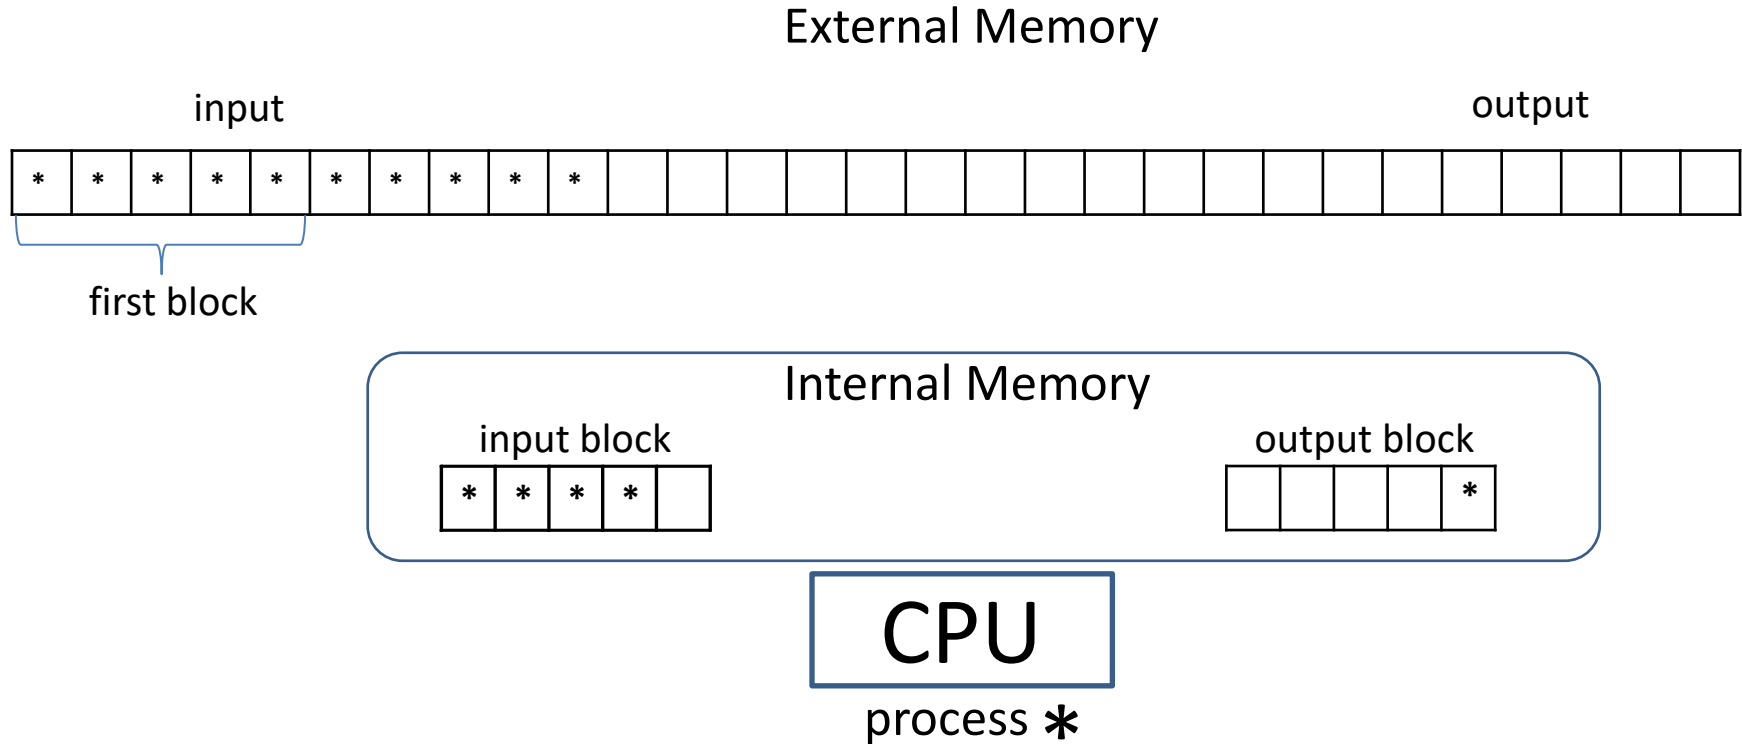 External Memory
input
output
* * * * * * * * * *
first block
Internal Memory
input block
output block
* * * *
*
CPU
process *